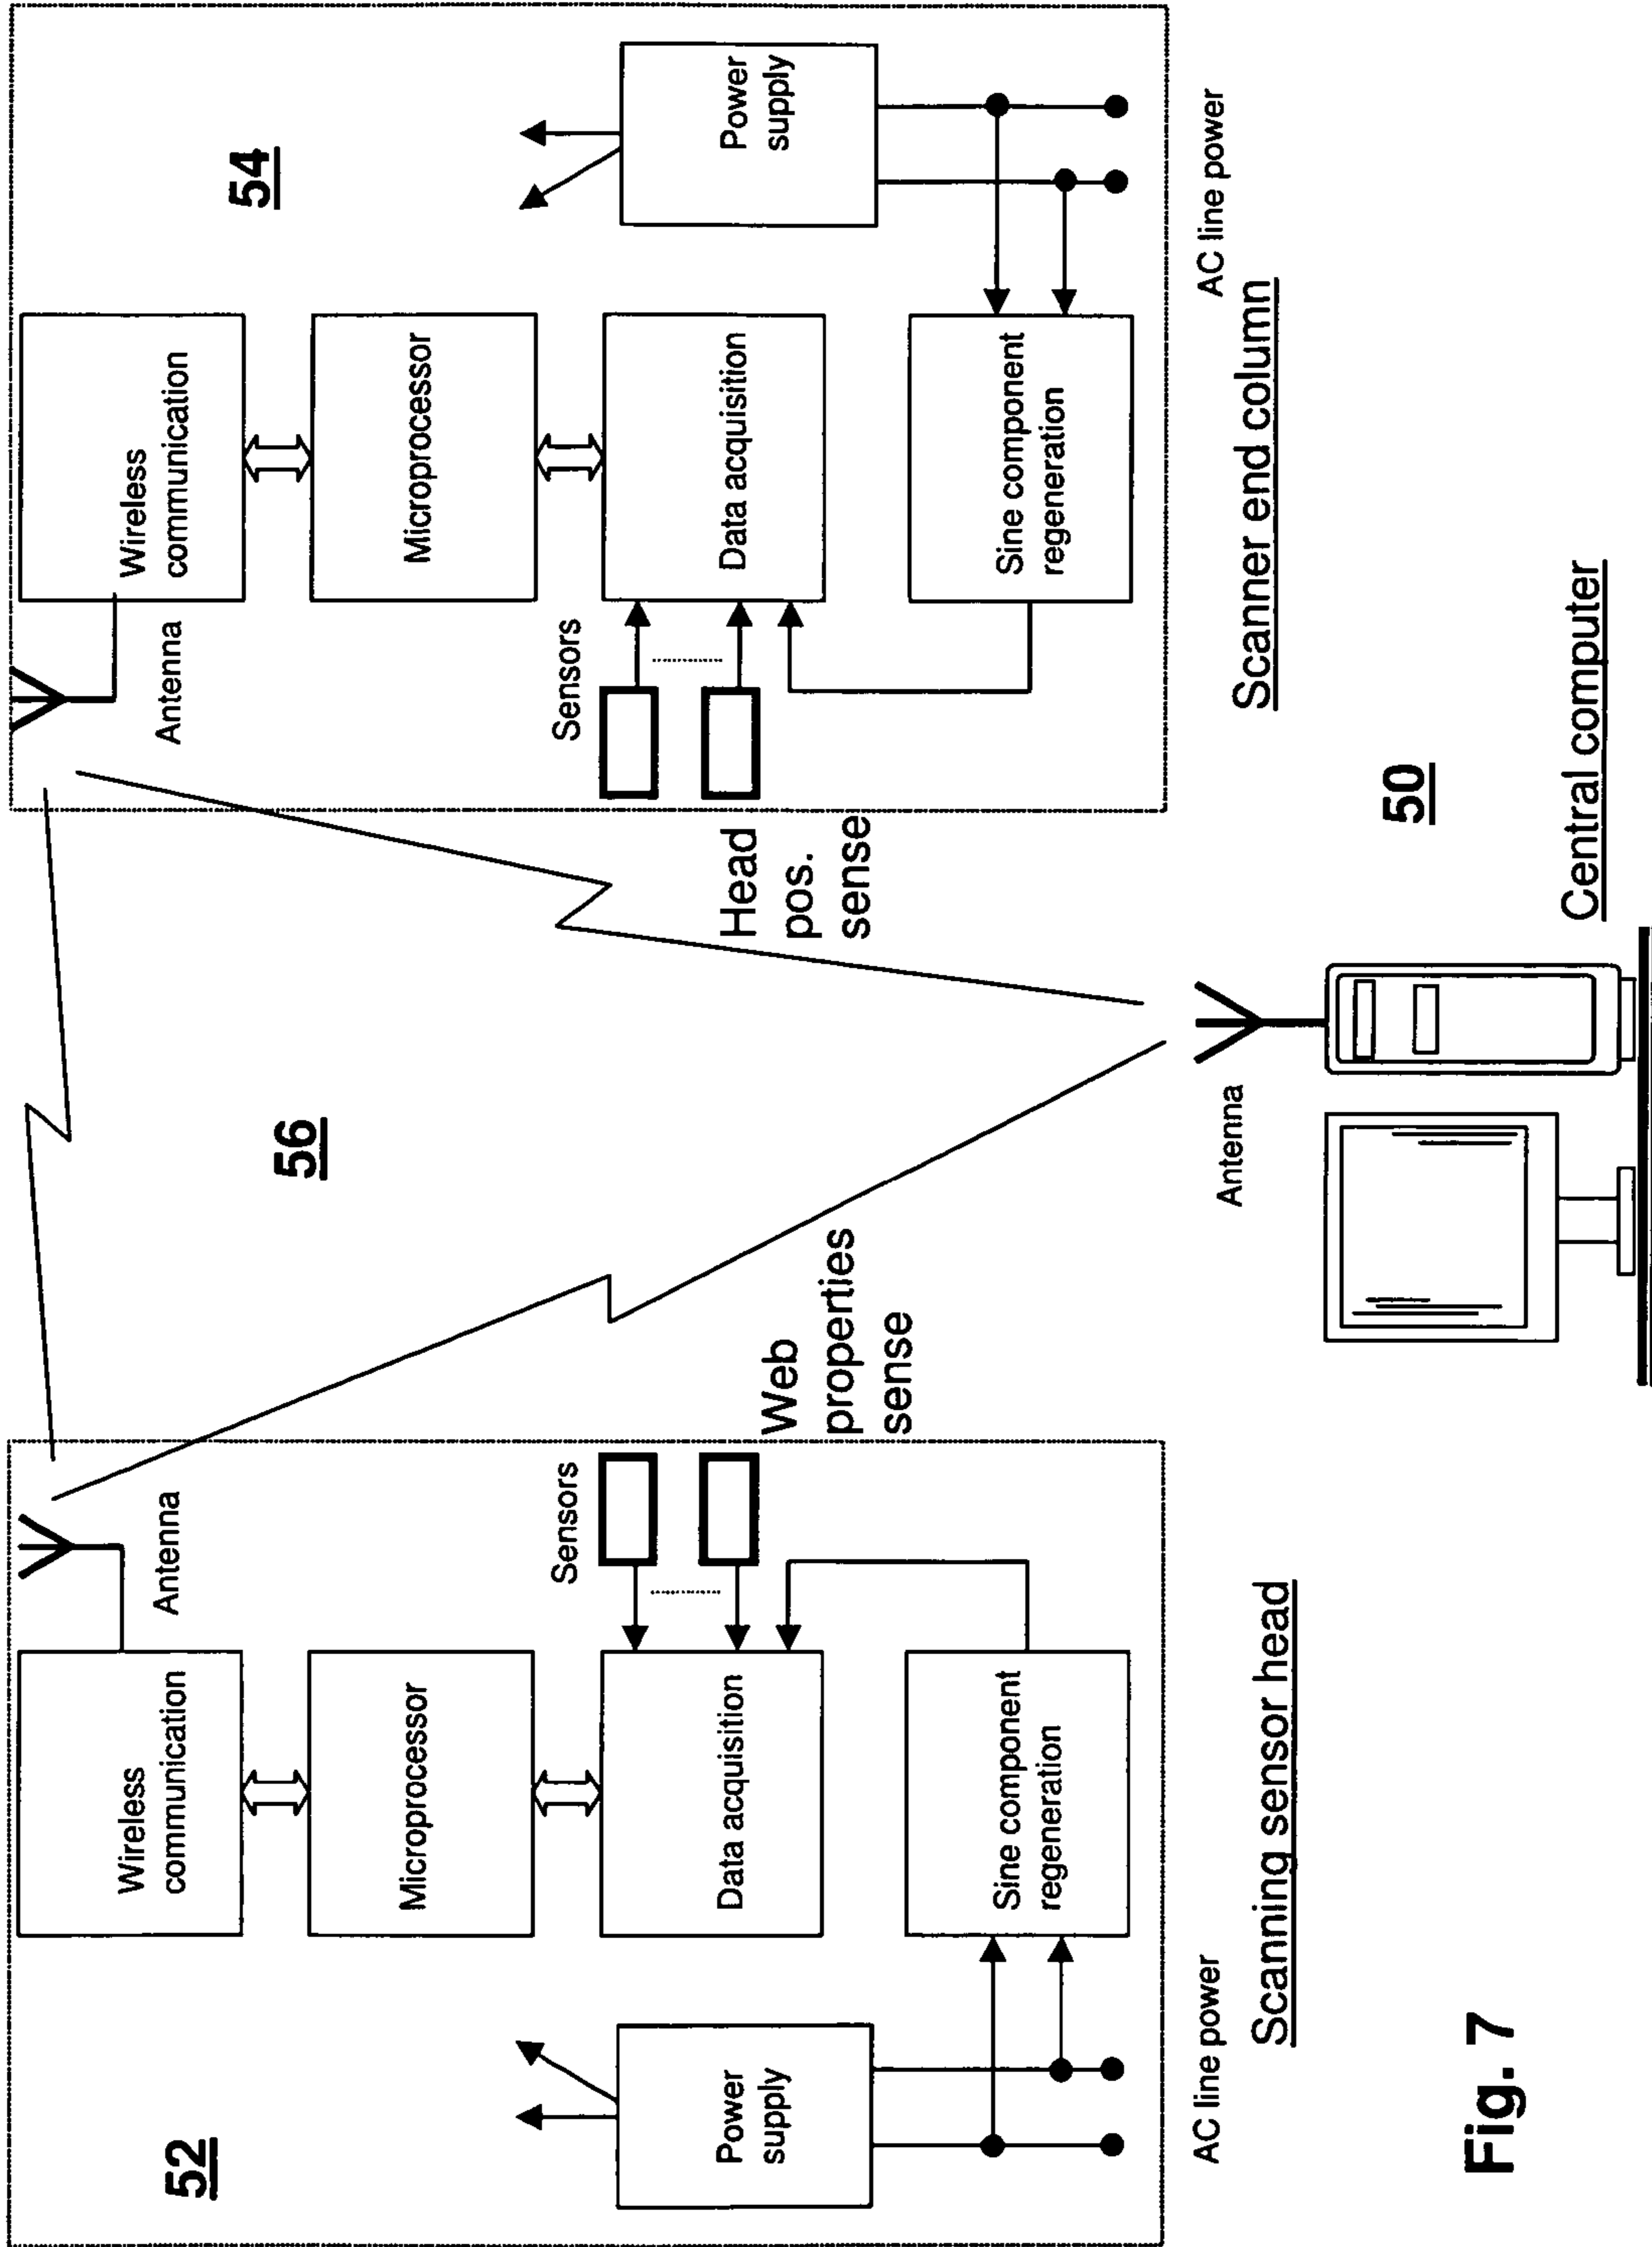 52
Wireless
communication
Antenna
Microprocessor
Sensors
Data acquisition
Power
supply
Sine component
regeneration
AC line power
Scanning sensor head
Web
properties
sense
56
54
Wireless
communication
Antenna
Microprocessor
Sensors
Data acquisition
Power
supply
Sine component
regeneration
AC line power
Scanner end column
Head
pos.
sense
Antenna
50
Central computer
Fig. 7